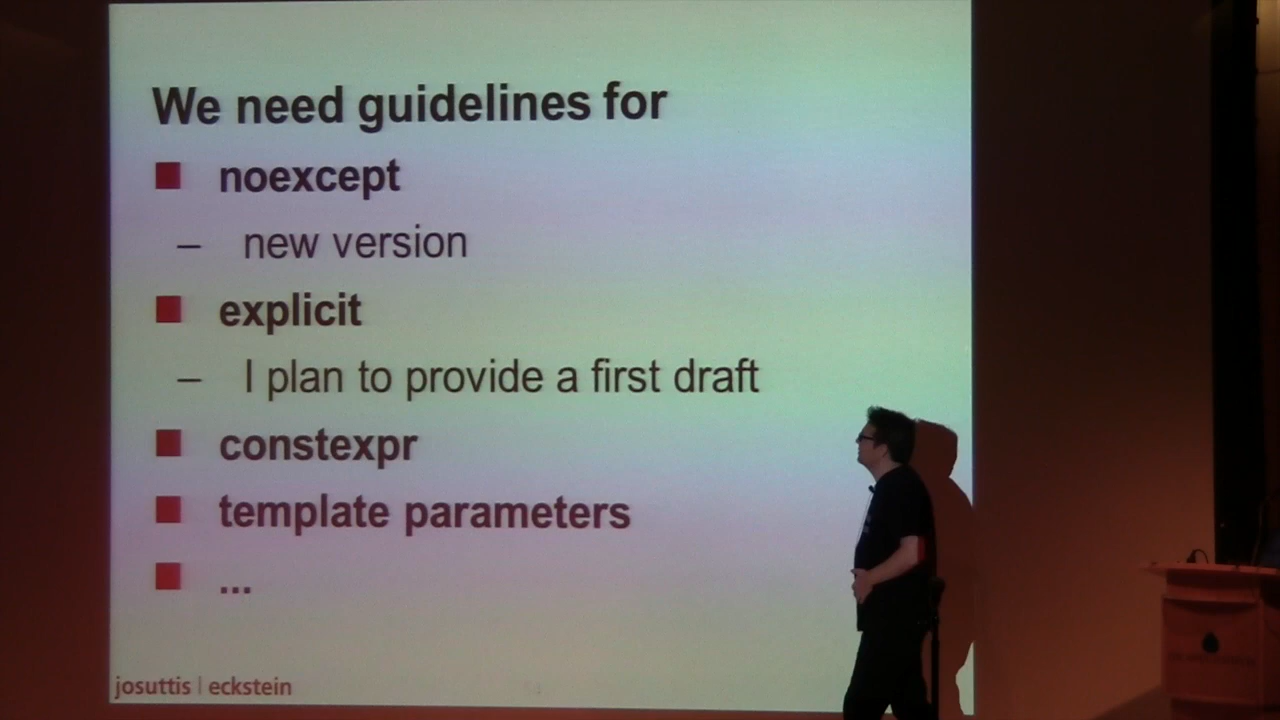 We need guidelines for
■ noexcept
– new version
■ explicit
– I plan to provide a first draft
■ constexpr
■ template parameters
■ ...
josuttis | eckstein